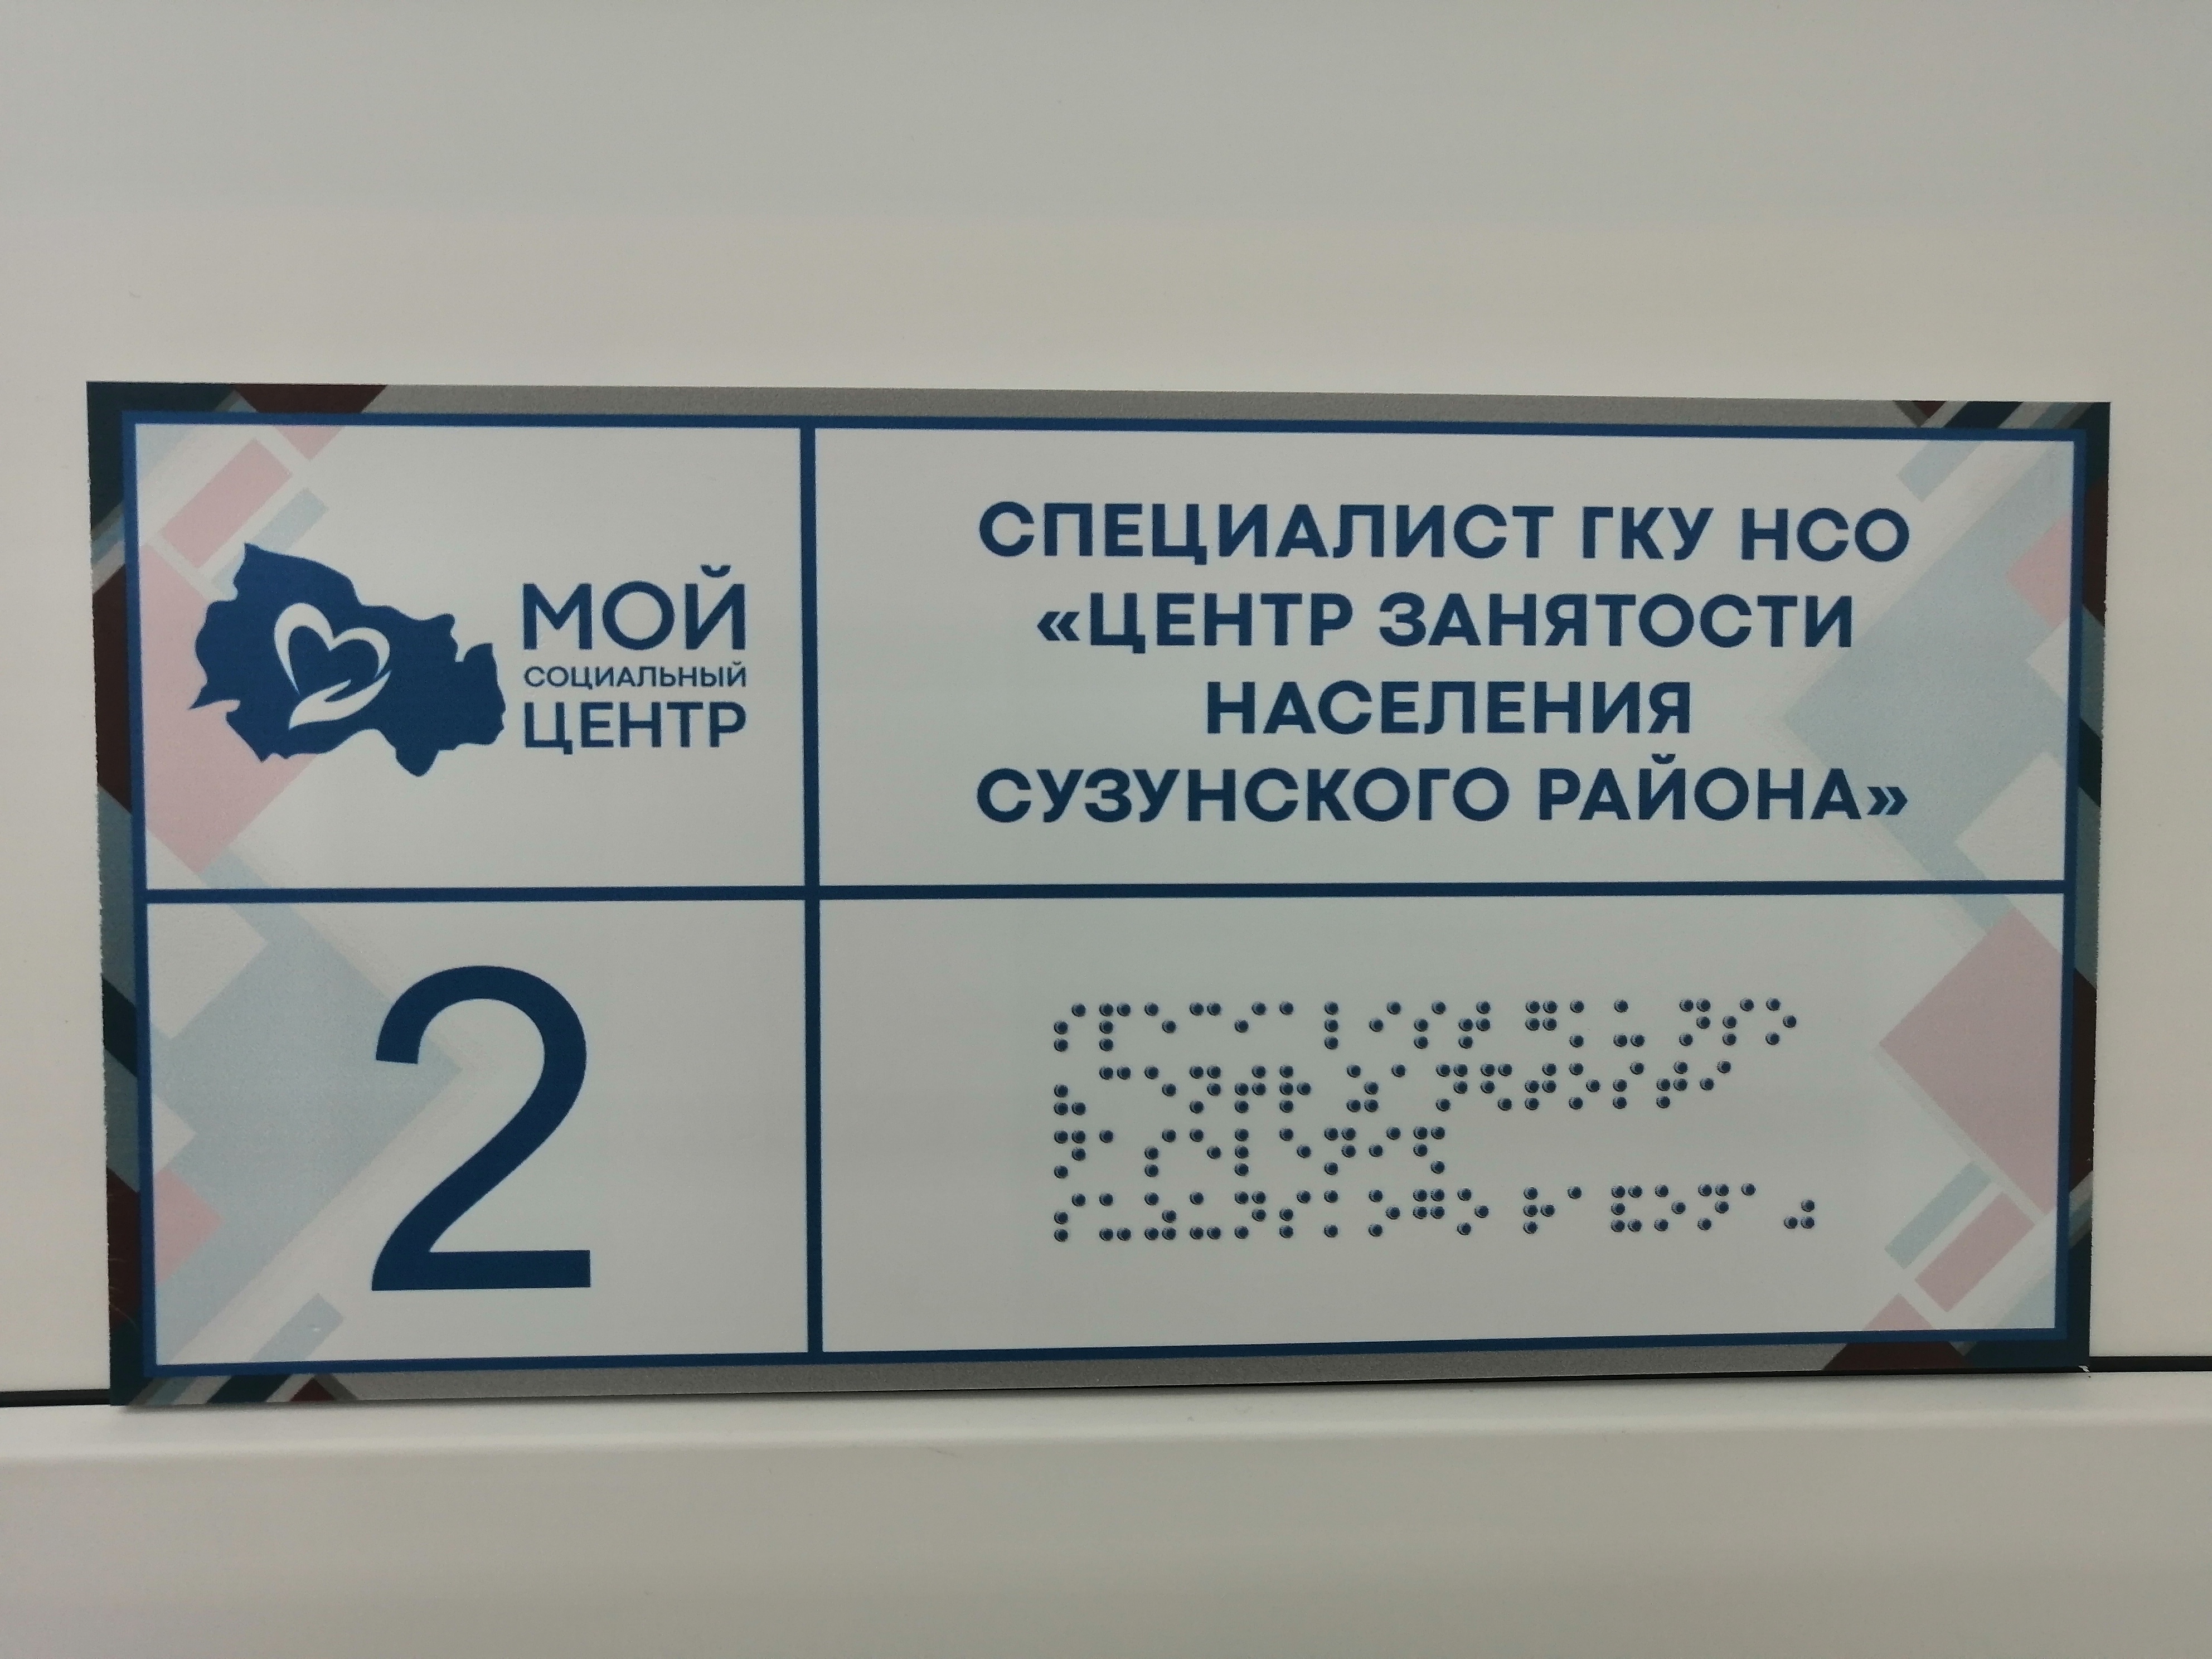 МОЙ
СОЦИАЛЬНЫЙ
ЦЕНТР
СПЕЦИАЛИСТ ГКУ НСО
«ЦЕНТР ЗАНЯТОСТИ
НАСЕЛЕНИЯ
СУЗУНСКОГО РАЙОНА»
2